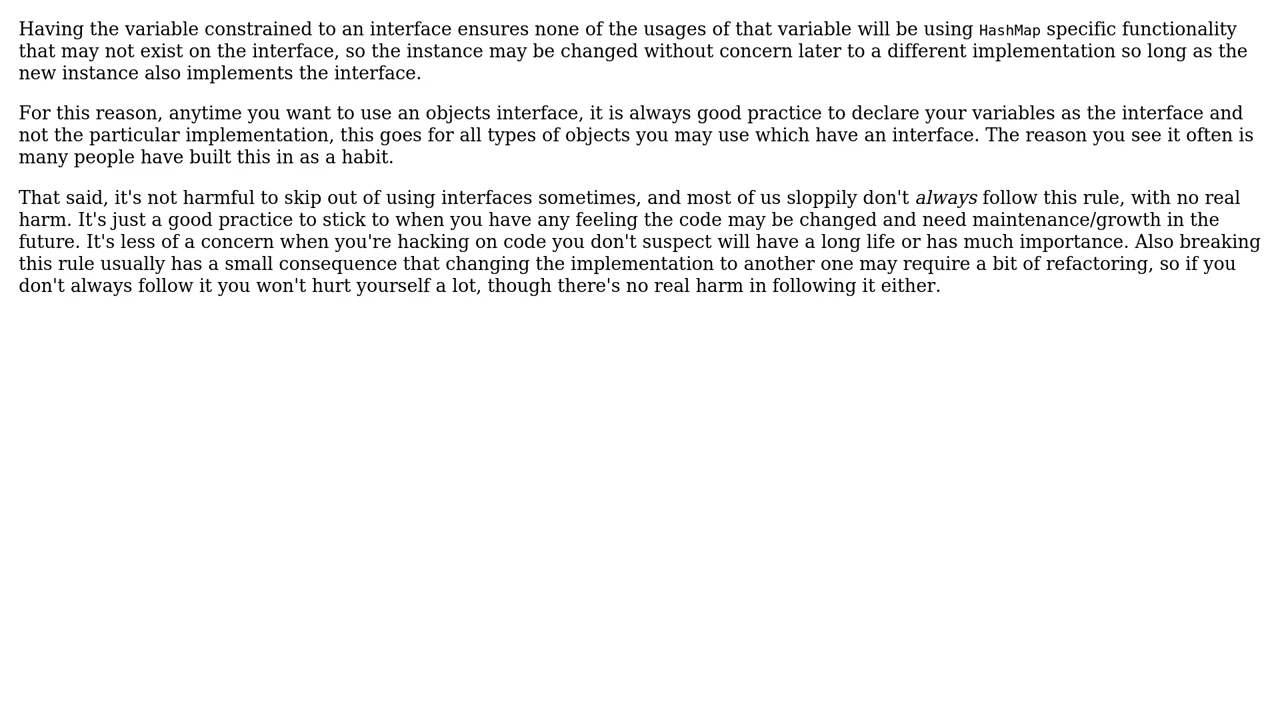 Having the variable constrained to an interface ensures none of the usages of that variable will be using HashMap specific functionality
that may not exist on the interface, so the instance may be changed without concern later to a different implementation so long as the
new instance also implements the interface.
For this reason, anytime you want to use an objects interface, it is always good practice to declare your variables as the interface and
not the particular implementation, this goes for all types of objects you may use which have an interface. The reason you see it often is
many people have built this in as a habit.
That said, it's not harmful to skip out of using interfaces sometimes, and most of us sloppily don't always follow this rule, with no real
harm. It's just a good practice to stick to when you have any feeling the code may be changed and need maintenance/growth in the
future. It's less of a concern when you're hacking on code you don't suspect will have a long life or has much importance. Also breaking
this rule usually has a small consequence that changing the implementation to another one may require a bit of refactoring, so if you
don't always follow it you won't hurt yourself a lot, though there's no real harm in following it either.